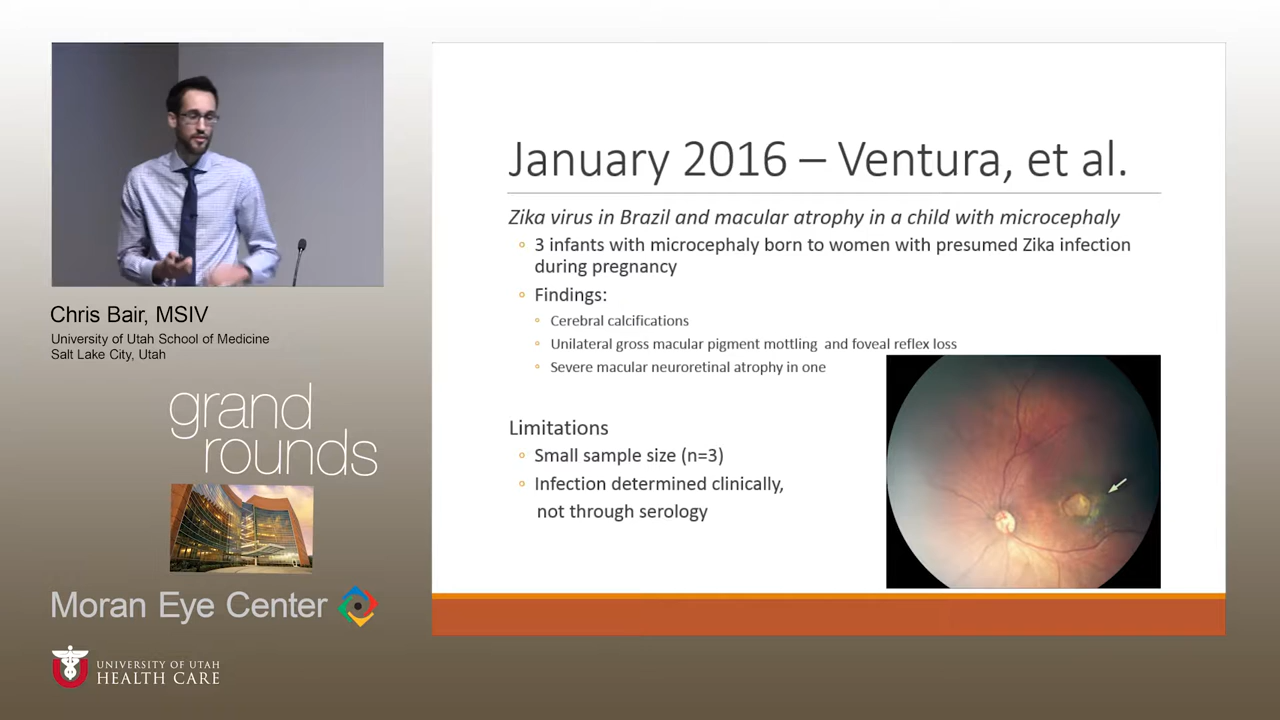 January 2016 – Ventura, et al.
Zika virus in Brazil and macular atrophy in a child with microcephaly
◦ 3 infants with microcephaly born to women with presumed Zika infection
during pregnancy
◦ Findings:
◦ Cerebral calcifications
◦ Unilateral gross macular pigment mottling and foveal reflex loss
◦ Severe macular neuroretinal atrophy in one
Limitations
◦ Small sample size (n=3)
◦ Infection determined clinically,
not through serology
Chris Bair, MSIV
University of Utah School of Medicine
Salt Lake City, Utah
grand
rounds
Moran Eye Center
UNIVERSITY OF UTAH
HEALTH CARE